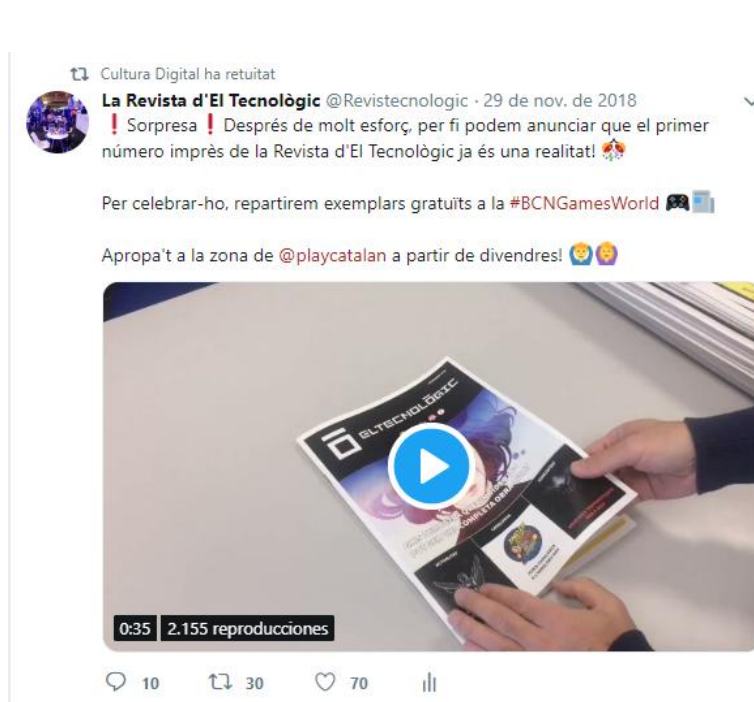 Cultura Digital ha retuitat
La Revista d'El Tecnològic @Revistecnologic · 29 de nov. de 2018
❗Sorpresa❗Després de molt esforç, per fi podem anunciar que el primer
número imprès de la Revista d'El Tecnològic ja és una realitat! 🎊
Per celebrar-ho, repartirem exemplars gratuïts a la #BCNGamesWorld 🎮📰
Apropa't a la zona de @playcatalan a partir de divendres! 🙆‍♂️🙆‍♀️
ELTECNOLÒGIC
COMPLETA OBRA
ACTUALITAT
0:35 2.155 reproducciones
10 30 70